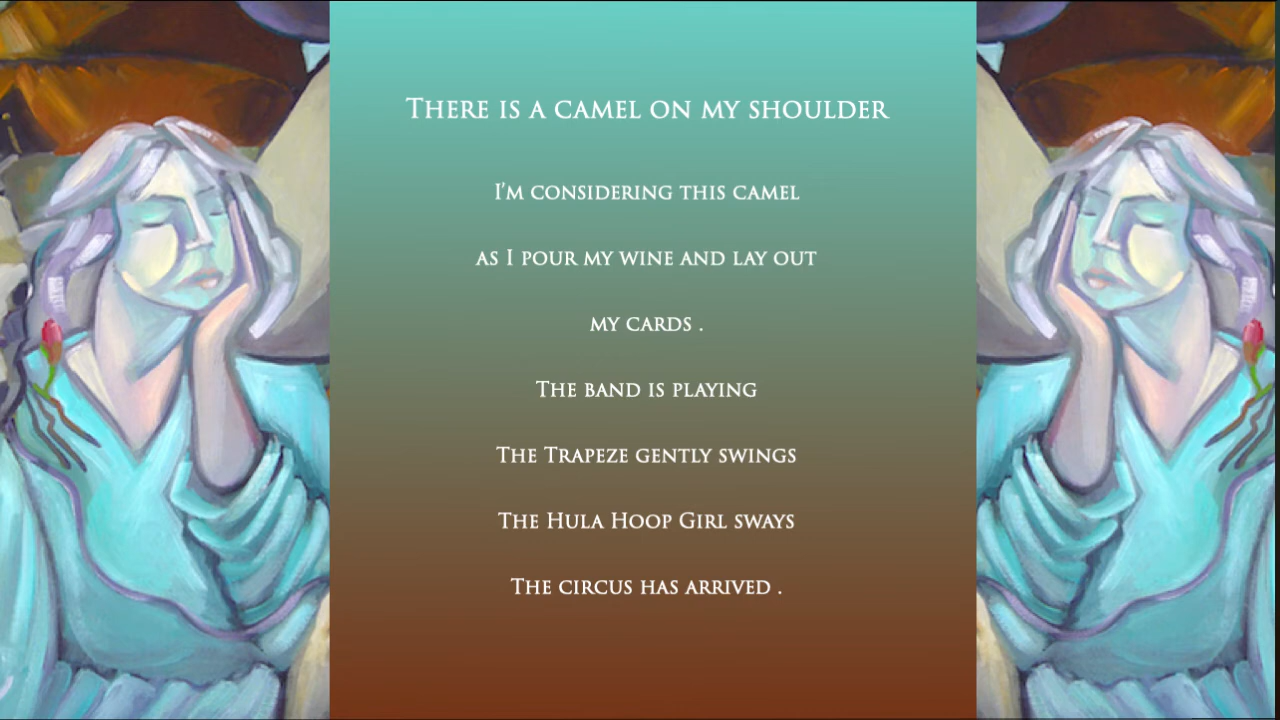 There is a camel on my shoulder
I'm considering this camel
as I pour my wine and lay out
my cards .
The band is playing
The Trapeze gently swings
The Hula Hoop Girl sways
The circus has arrived .